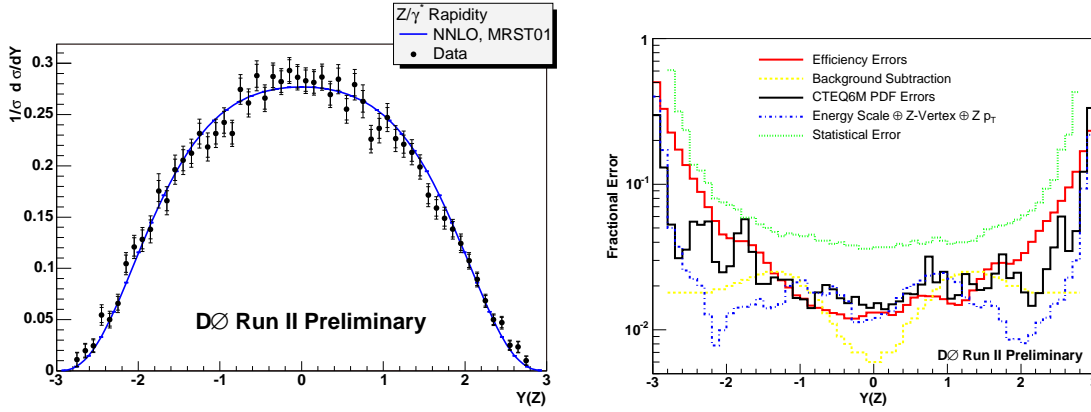 Z/γ* Rapidity
NNLO, MRST01
Data
1/σ d σ/dY
0.3
0.25
0.2
0.15
0.1
0.05
0
-3 -2 -1 0 1 2 3
Y(Z)
DØ Run II Preliminary
Efficiency Errors
Background Subtraction
CTEQ6M PDF Errors
Energy Scale ⊕ Z-Vertex ⊕ Z pT
Statistical Error
Fractional Error
1
10-1
10-2
-3 -2 -1 0 1 2 3
Y(Z)
DØ Run II Preliminary